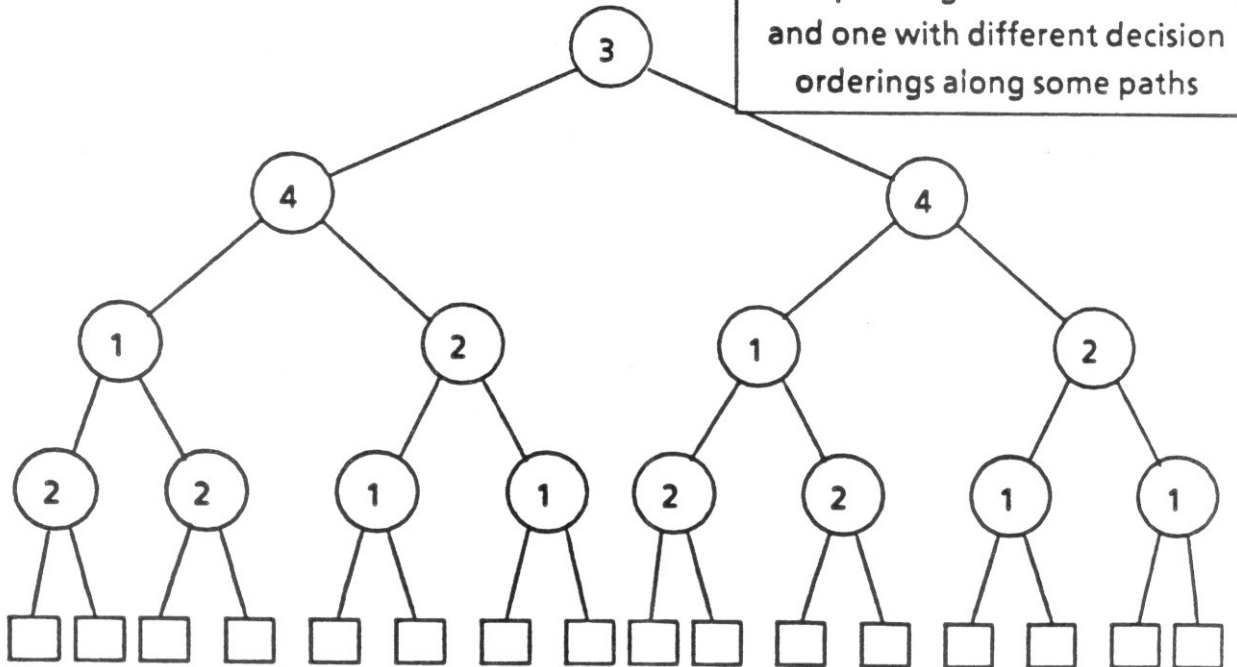 and one with different decision
orderings along some paths
3
4 4
1 2 1 2
2 2 1 1 2 2 1 1